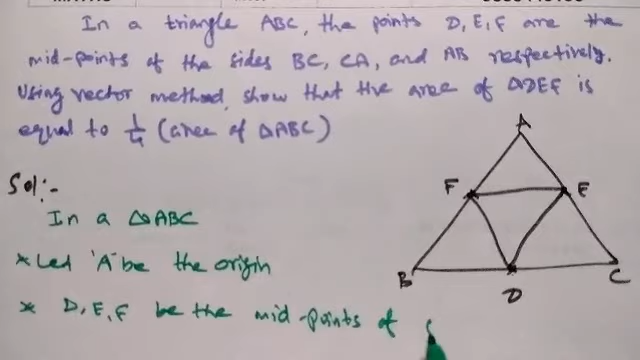 In a triangle ABC, the points D, E, F are the
mid-points of the sides BC, CA, and AB respectively.
Using vector method, show that the area of ΔDEF is
equal to 1/4 (area of ΔABC)
A
Sol:-
F
E
In a ΔABC
* Let 'A' be the origin
B
C
D
* D, E, F be the mid-points of